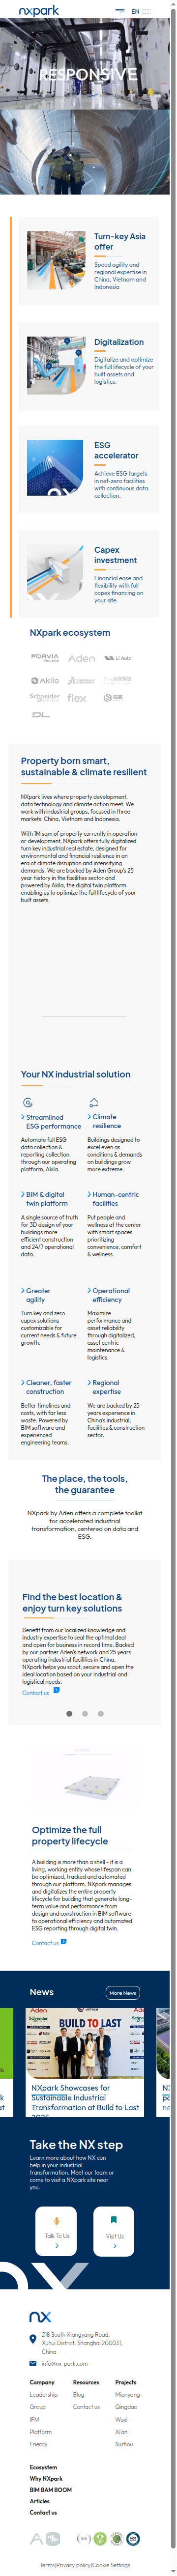 nxpark
EN
RESPONSIVE
Turn-key Asia
offer
Speed agility and
regional expertise in
China, Vietnam and
Indonesia
Digitalization
Digitalize and optimize
the full lifecycle of your
built assets and
logistics.
ESG
accelerator
Achieve ESG targets
in net-zero facilities
with continuous data
collection.
Capex
investment
Financial ease and
flexibility with full
capex financing on
your site.
NXpark ecosystem
FORVIA
Aden
Li Auto
Akila
Schneider
flex
Property born smart,
sustainable & climate resilient
NXpark lives where property development,
data technology and climate action meet. We
work with industrial groups, focused in three
markets: China, Vietnam and Indonesia.
With 1M sqm of property currently in operation
or development, NXpark offers fully digitalized
turn key industrial real estate, designed for
environmental and financial resilience in an
era of climate disruption and intensifying
demands. We are backed by Aden Group's 25
year history in the facilities sector and
powered by Akila, the digital twin platform
enabling us to optimize the full lifecycle of your
built assets.
Your NX industrial solution
Streamlined
ESG performance
Automate full ESG
data collection &
reporting collection
through our operating
platform, Akila.
Climate
resilience
Buildings designed to
excel even as
conditions & demands
on buildings grow
more extreme.
BIM & digital
twin platform
A single source of truth
for 3D design of your
buildings more
efficient construction
and 24/7 operational
data.
Human-centric
facilities
Put people and
wellness at the center
with smart spaces
prioritizing
convenience, comfort
& wellness.
Greater
agility
Turn key and zero
capex solutions
customizable for
current needs & future
growth.
Operational
efficiency
Maximize
performance and
asset reliability
through digitalized,
asset centric
maintenance &
logistics.
Cleaner, faster
construction
Better timelines and
costs, with far less
waste. Powered by
BIM software and
experienced
engineering teams.
Regional
expertise
We are backed by 25
years experience in
China's industrial,
facilities & construction
sector.
The place, the tools,
the guarantee
NXpark by Aden offers a complete toolkit
for accelerated industrial
transformation, centered on data and
ESG.
Find the best location &
enjoy turn key solutions
Benefit from our localized knowledge and
industry expertise to seal the optimal deal
and open for business in record time. Backed
by our partner Aden's network and 25 years
operating industrial facilities in China,
NXpark helps you scout, secure and open the
ideal location based on your industrial and
logistical needs.
Contact us
Optimize the full
property lifecycle
A building is more than a shell – it is a
living, working entity whose lifespan can
be optimized, tracked and automated
through our platform. NXpark manages
and digitalizes the entire property
lifecycle for building that generate long-
term value and performance from
design and construction in BIM software
to operational efficiency and automated
ESG reporting through digital twin.
Contact us
News
More News
Aden
BUILD TO LAST
NXpark Showcases for
Sustainable Industrial
Transformation at Build to Last
2025
Take the NX step
Learn more about how NX can
help in your industrial
transformation. Meet our team or
come to visit a NXpark site near
you.
Talk To Us
Visit Us
218 South Xiangyang Road,
Xuhui District, Shanghai 200031,
China
info@nx-park.com
Company
Leadership
Group
IFM
Platform
Energy
Resources
Blog
Contact us
Projects
Mianyang
Qingdao
Wuxi
Xi'an
Suzhou
Ecosystem
Why NXpark
BIM BAM BOOM
Articles
Contact us
Terms|Privacy policy|Cookie Settings